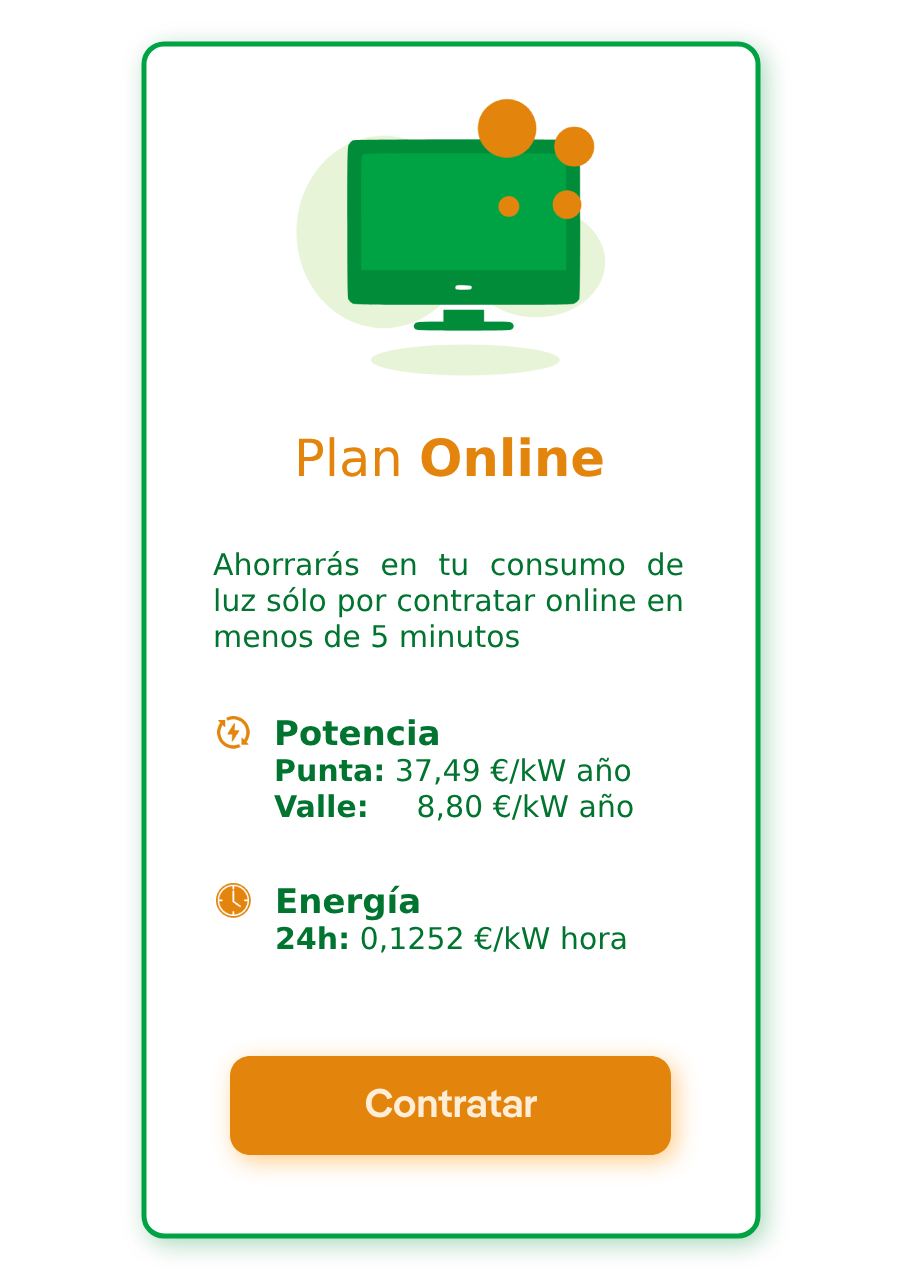 Plan Online
Ahorrarás en tu consumo de
luz sólo por contratar online en
menos de 5 minutos
Potencia
Punta: 37,49 €/kW año
Valle: 8,80 €/kW año
Energía
24h: 0,1252 €/kW hora
Contratar